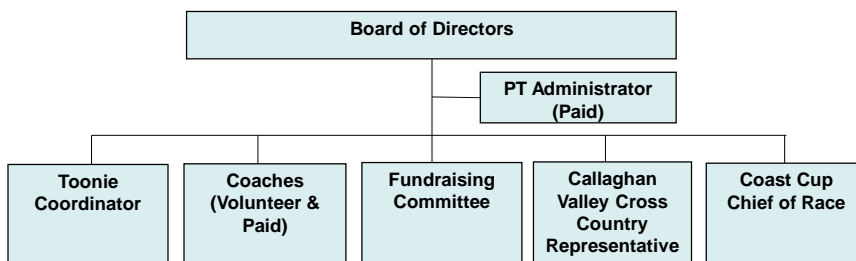 Board of Directors
PT Administrator
(Paid)
Toonie
Coordinator
Coaches
(Volunteer &
Paid)
Fundraising
Committee
Callaghan
Valley Cross
Country
Representative
Coast Cup
Chief of Race